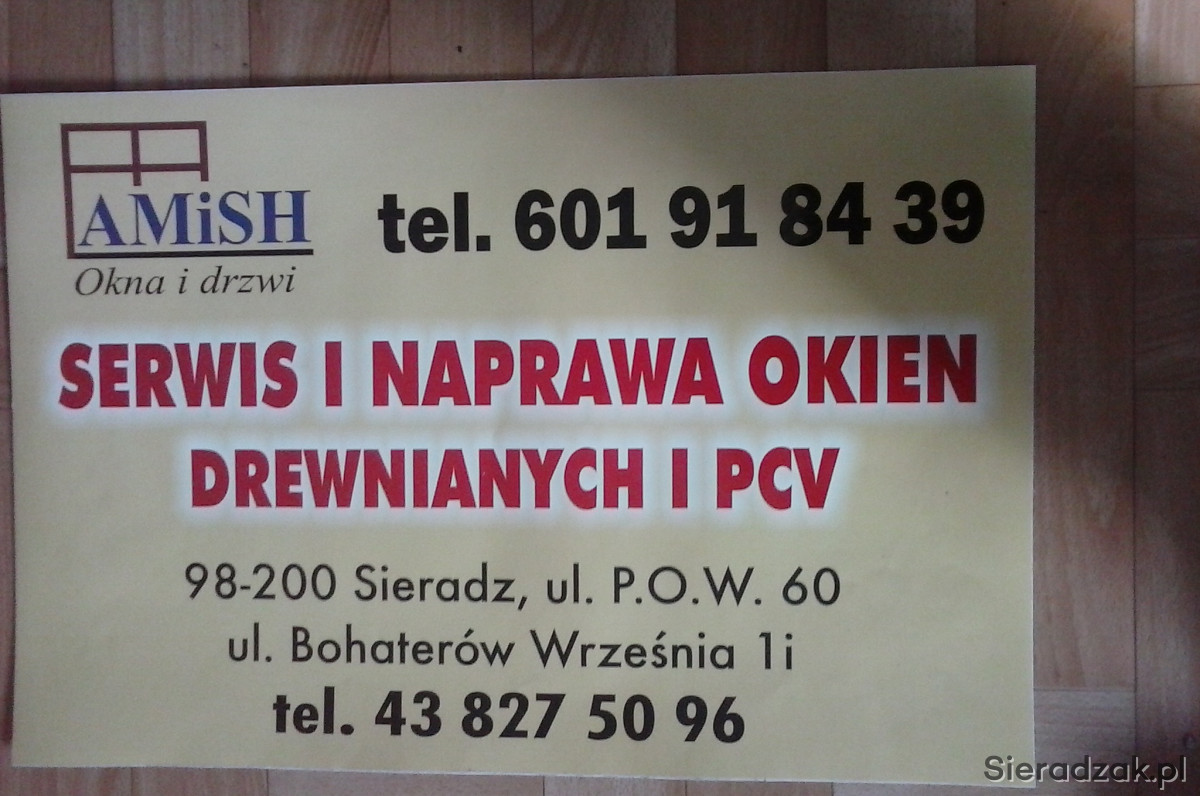 AMiSH
Okna i drzwi
tel. 601 91 84 39
SERWIS I NAPRAWA OKIEN
DREWNIANYCH I PCV
98-200 Sieradz, ul. P.O.W. 60
ul. Bohaterów Września 1i
tel. 43 827 50 96
Sieradzak.pl